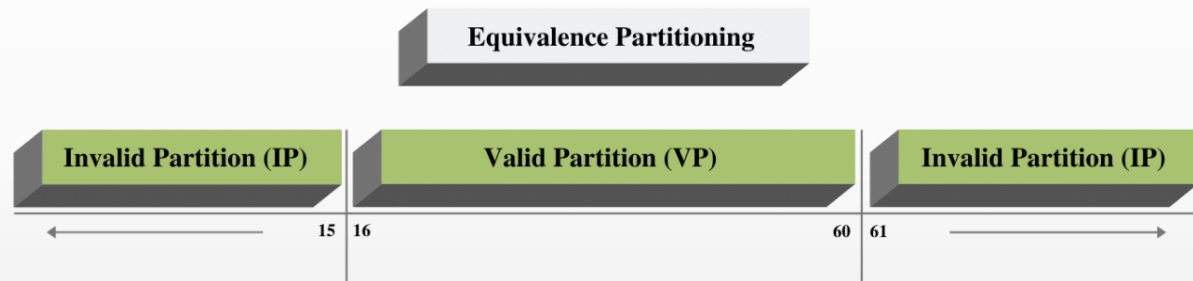 Equivalence Partitioning
Invalid Partition (IP)
Valid Partition (VP)
Invalid Partition (IP)
15
16
60
61